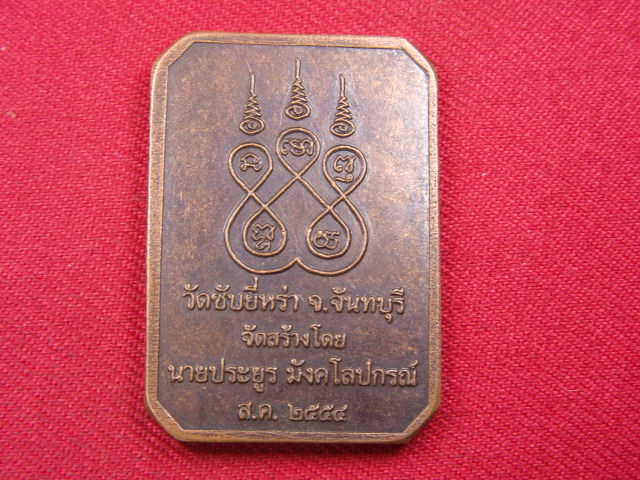 วัดซับยี่หร่า จ.จันทบุรี
จัดสร้างโดย
นายประยูร มังคโลปกรณ์
ส.ค. ๒๕๕๔